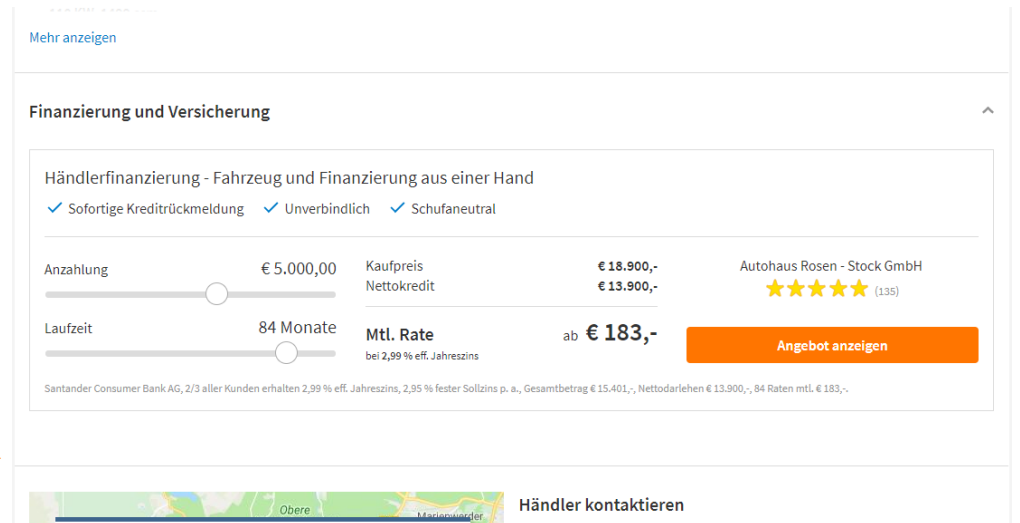 Mehr anzeigen
Finanzierung und Versicherung
Händlerfinanzierung - Fahrzeug und Finanzierung aus einer Hand
Sofortige Kreditrückmeldung Unverbindlich Schufaneutral
Anzahlung € 5.000,00
Laufzeit 84 Monate
Kaufpreis € 18.900,-
Nettokredit € 13.900,-
Mtl. Rate ab € 183,-
bei 2,99 % eff. Jahreszins
Autohaus Rosen - Stock GmbH
(135)
Angebot anzeigen
Santander Consumer Bank AG, 2/3 aller Kunden erhalten 2,99 % eff. Jahreszins, 2,95 % fester Sollzins p. a., Gesamtbetrag € 15.401,-, Nettodarlehen € 13.900,-, 84 Raten mtl. € 183,-.
Obere
Marienwerder
Händler kontaktieren